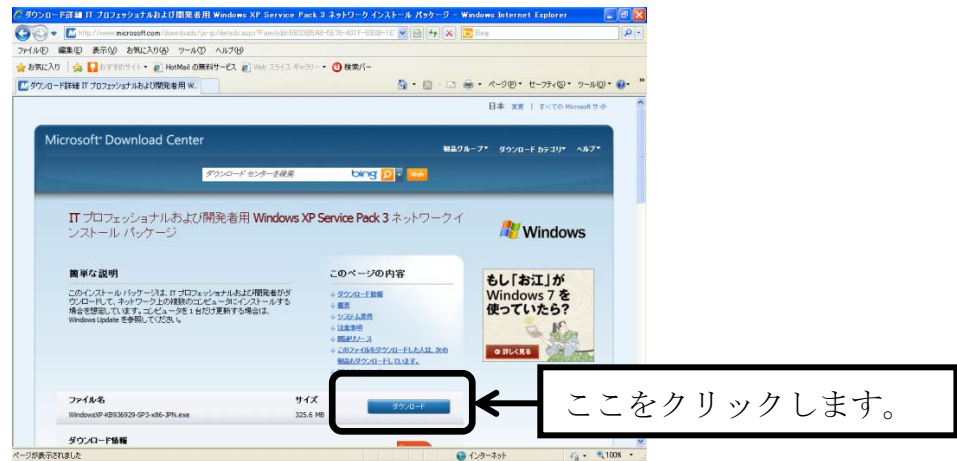 ダウンロード詳細 IT プロフェッショナルおよび開発者用 Windows XP Service Pack 3 ネットワーク インストール パッケージ - Windows Internet Explorer
Bing
ファイル(F) 編集(E) 表示(V) お気に入り(A) ツール(T) ヘルプ(H)
お気に入り おすすめサイト HotMail の無料サービス Web スライス ギャラリー 検索バー
ダウンロード詳細 IT プロフェッショナルおよび開発者用 W...
ページ(P) セーフティ(S) ツール(O)
日本 変更 | すべての Microsoft サイト
Microsoft Download Center
製品グループ ダウンロード カテゴリ ヘルプ
ダウンロード センターを検索 bing Web
IT プロフェッショナルおよび開発者用 Windows XP Service Pack 3 ネットワーク イ
ンストール パッケージ
Windows
簡単な説明
このインストール パッケージは、IT プロフェッショナルおよび開発者がダ
ウンロードして、ネットワーク上の複数のコンピュータにインストールする
場合を想定しています。コンピュータを 1 台だけ更新する場合は、
Windows Update を参照してください。
このページの内容
ダウンロード情報
概要
システム要件
注意事項
関連リソース
このファイルをダウンロードした人は、次の
製品もダウンロードしています。
もし「お江」が
Windows 7 を
使っていたら?
詳しく見る
ファイル名 サイズ
WindowsXP-KB936929-SP3-x86-JPN.exe 325.6 MB
ダウンロード
ここをクリックします。
ダウンロード情報
ページが表示されました インターネット 100%